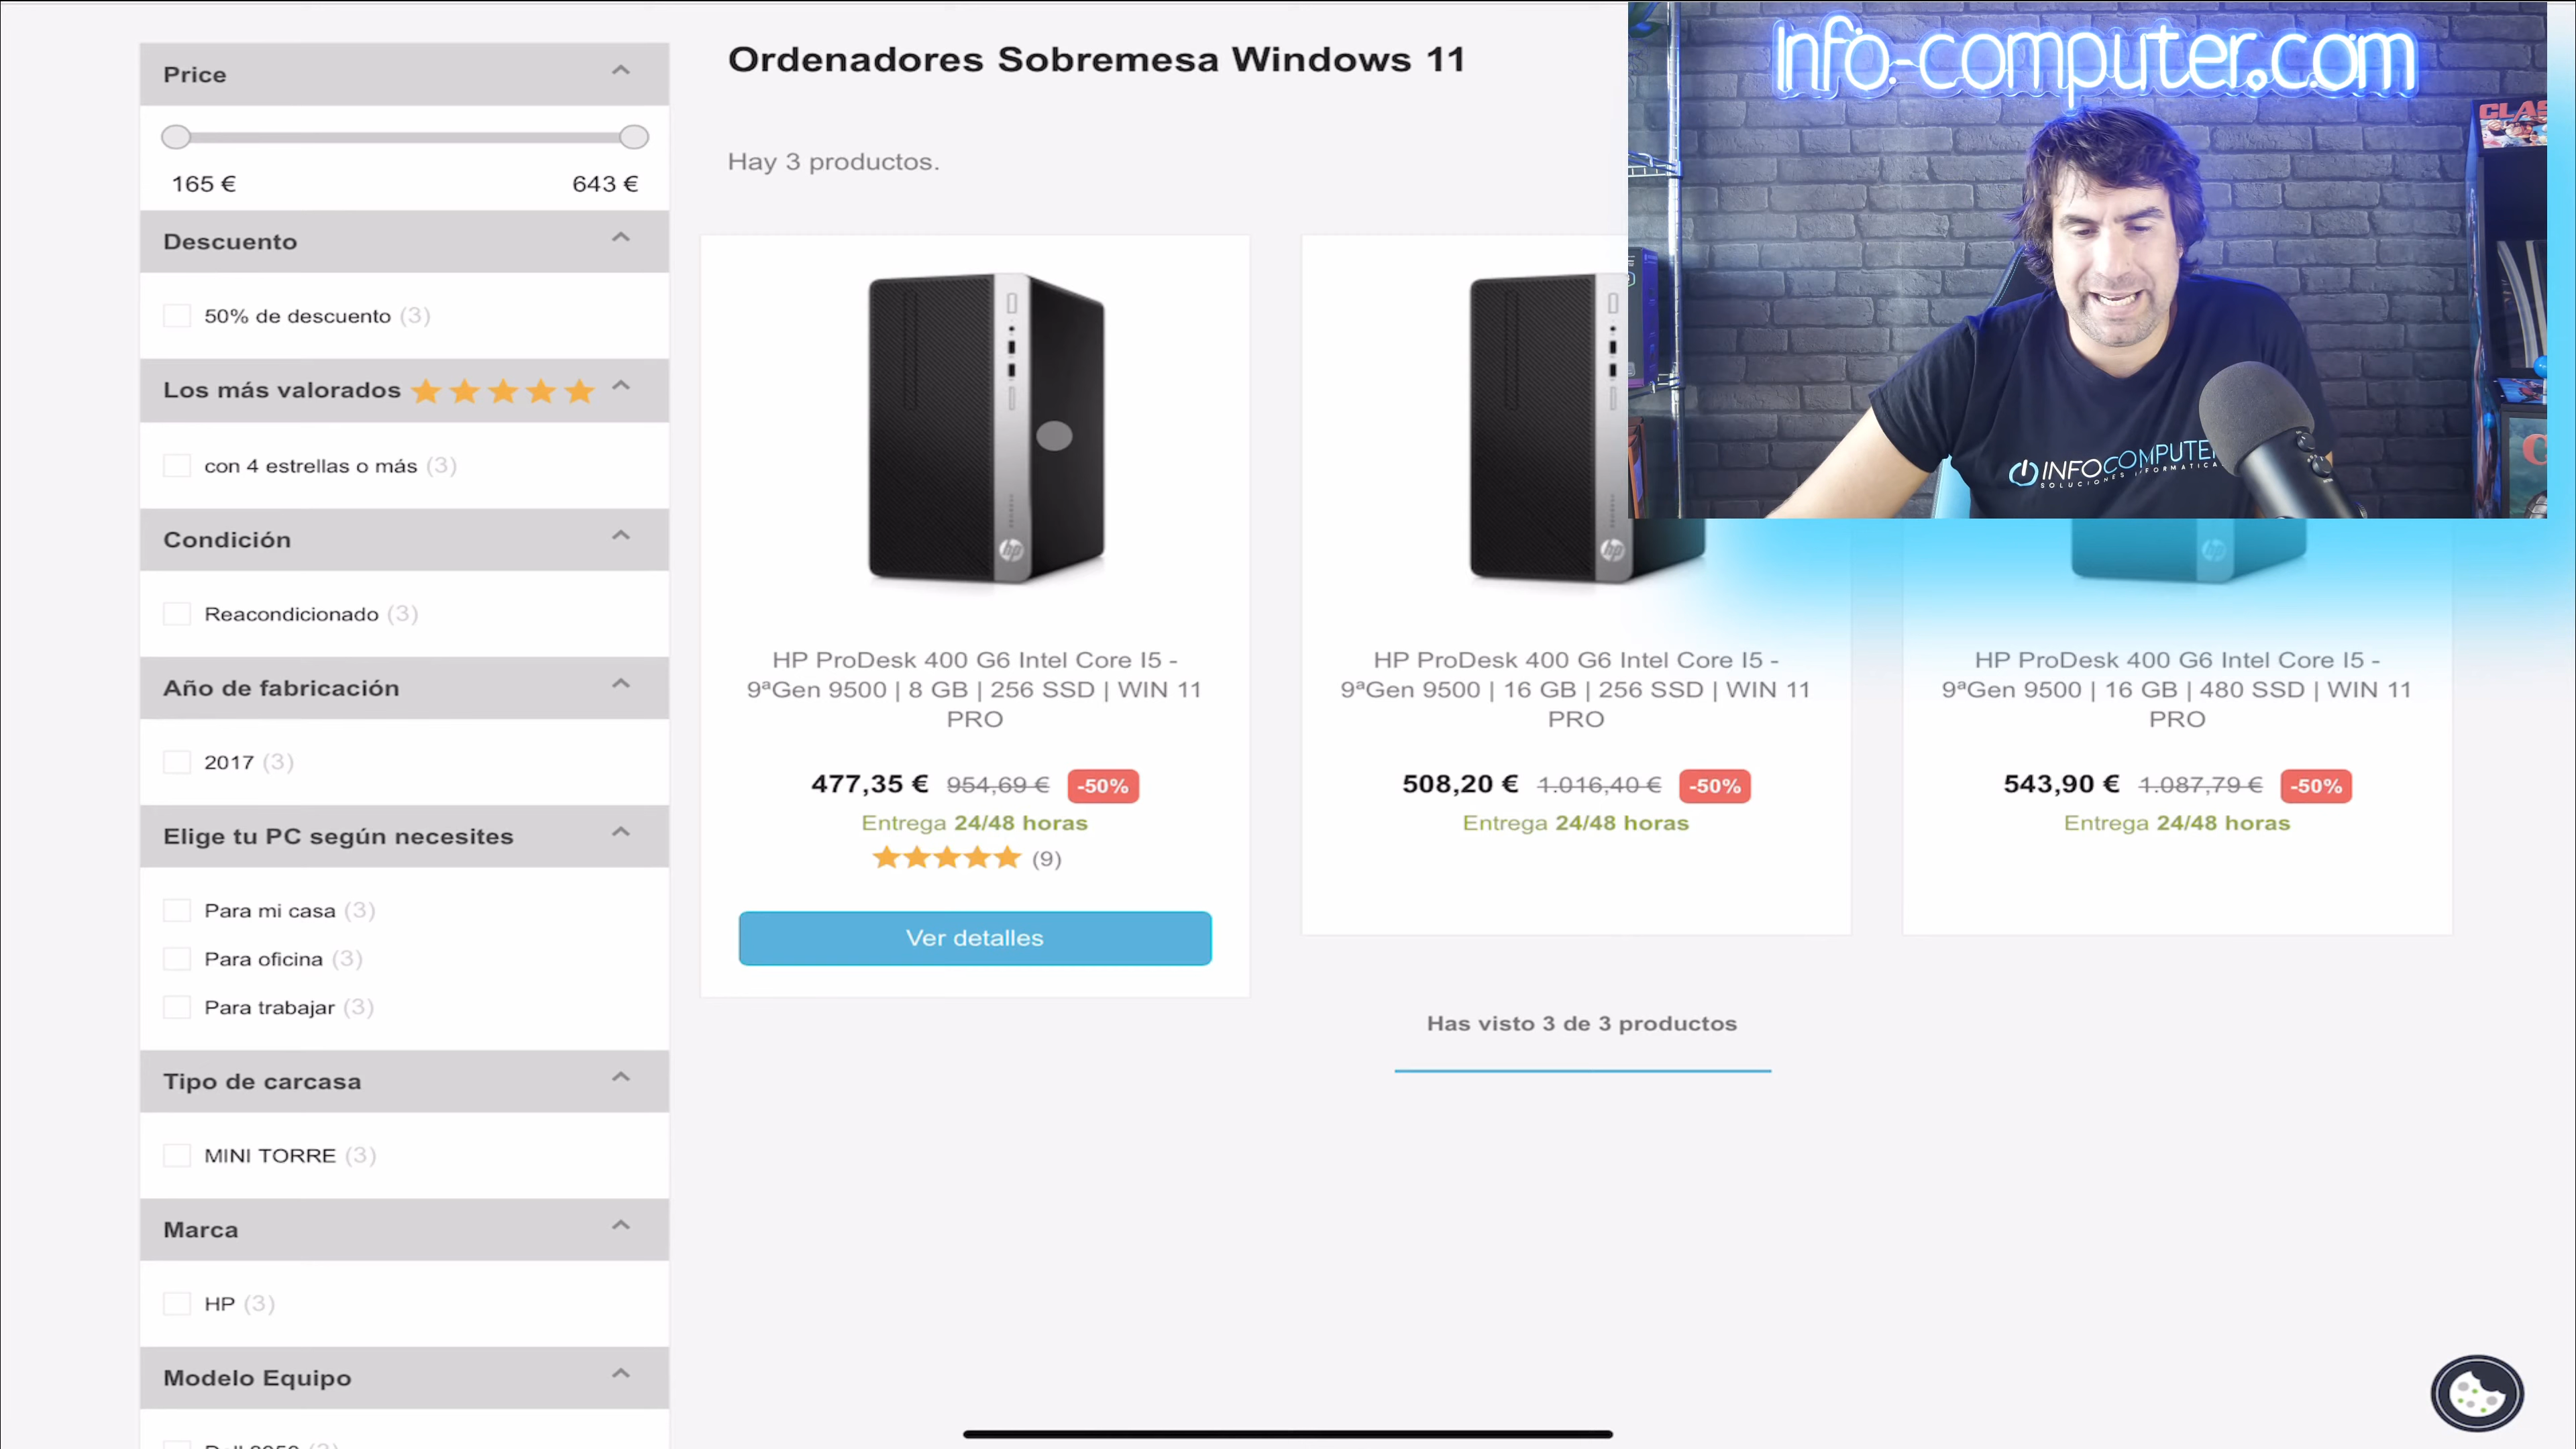 Price
165 €
643 €
Descuento
50% de descuento (3)
Los más valorados
con 4 estrellas o más (3)
Condición
Reacondicionado (3)
Año de fabricación
2017 (3)
Elige tu PC según necesites
Para mi casa (3)
Para oficina (3)
Para trabajar (3)
Tipo de carcasa
MINI TORRE (3)
Marca
HP (3)
Modelo Equipo
Ordenadores Sobremesa Windows 11
Hay 3 productos.
hp
HP ProDesk 400 G6 Intel Core I5 -
9ªGen 9500 | 8 GB | 256 SSD | WIN 11
PRO
477,35 € 954,69 € -50%
Entrega 24/48 horas
(9)
Ver detalles
hp
HP ProDesk 400 G6 Intel Core I5 -
9ªGen 9500 | 16 GB | 256 SSD | WIN 11
PRO
508,20 € 1.016,40 € -50%
Entrega 24/48 horas
hp
HP ProDesk 400 G6 Intel Core I5 -
9ªGen 9500 | 16 GB | 480 SSD | WIN 11
PRO
543,90 € 1.087,79 € -50%
Entrega 24/48 horas
Has visto 3 de 3 productos
Info-computer.com
CLAS
INFOCOMPUTE
SOLUCIONES INFORMATICA